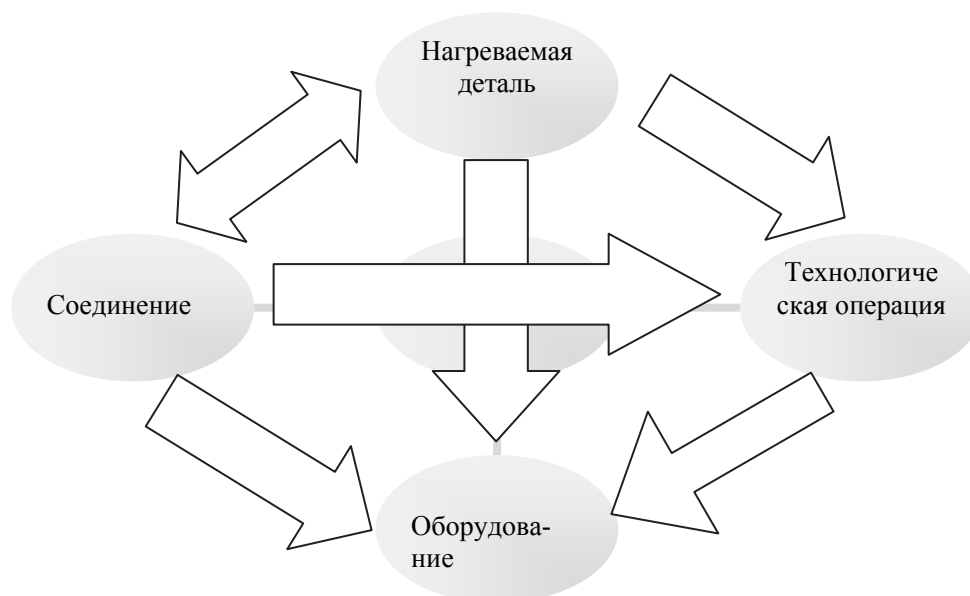 Нагреваемая
деталь
Соединение
Технологиче
ская операция
Оборудова-
ние